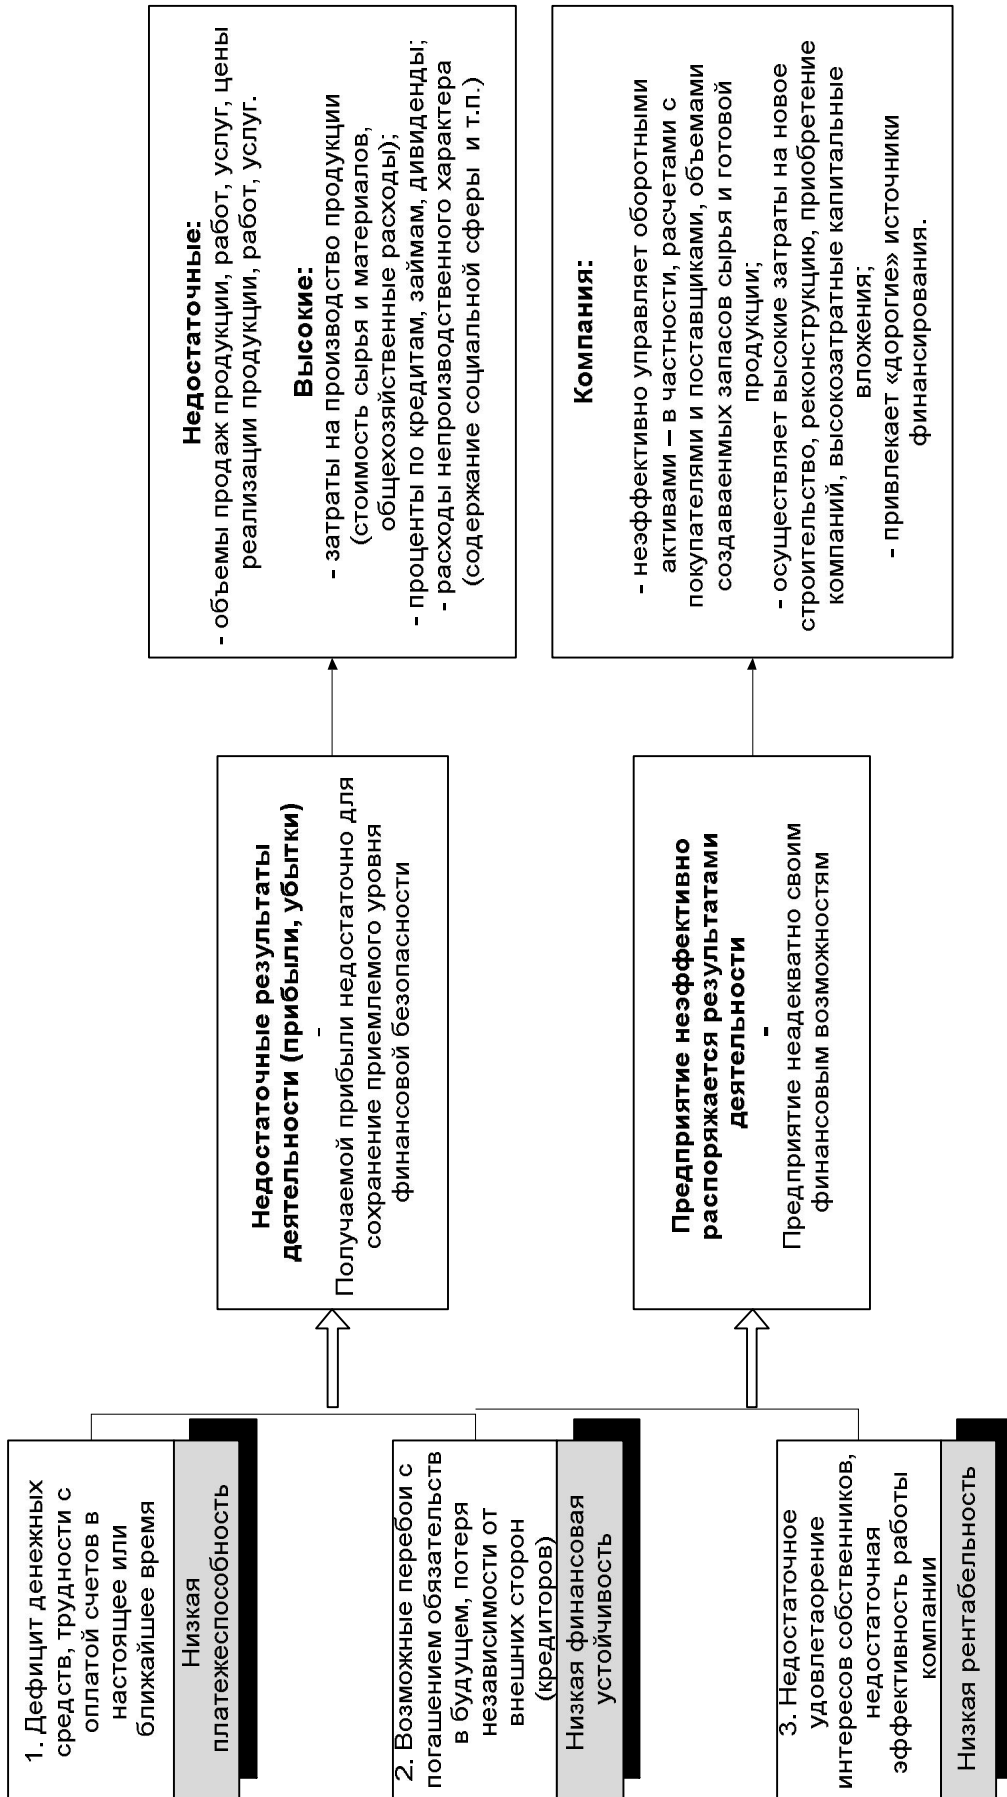 1. Дефицит денежных
средств, трудности с
оплатой счетов в
настоящее или
ближайшее время
Низкая
платежеспособность
2. Возможные перебои с
погашением обязательств
в будущем, потеря
независимости от
внешних сторон
(кредиторов)
Низкая финансовая
устойчивость
3. Недостаточное
удовлетаорение
интересов собственников,
недостаточная
эффективность работы
компании
Низкая рентабельность
Недостаточные результаты
деятельности (прибыли, убытки)
-
Получаемой прибыли недостаточно для
сохранение приемлемого уровня
финансовой безопасности
Предприятие неэффективно
распоряжается результатами
деятельности
-
Предприятие неадекватно своим
финансовым возможностям
Недостаточные:
- объемы продаж продукции, работ, услуг, цены
реализации продукции, работ, услуг.
Высокие:
- затраты на производство продукции
(стоимость сырья и материалов,
общехозяйственные расходы);
- проценты по кредитам, займам, дивиденды;
- расходы непроизводственного характера
(содержание социальной сферы и т.п.)
Компания:
- неэффективно управляет оборотными
активами – в частности, расчетами с
покупателями и поставщиками, объемами
создаваенмых запасов сырья и готовой
продукции;
- осуществляет высокие затраты на новое
строительство, реконструкцию, приобретение
компаний, высокозатратные капитальные
вложения;
- привлекает «дорогие» источники
финансирования.